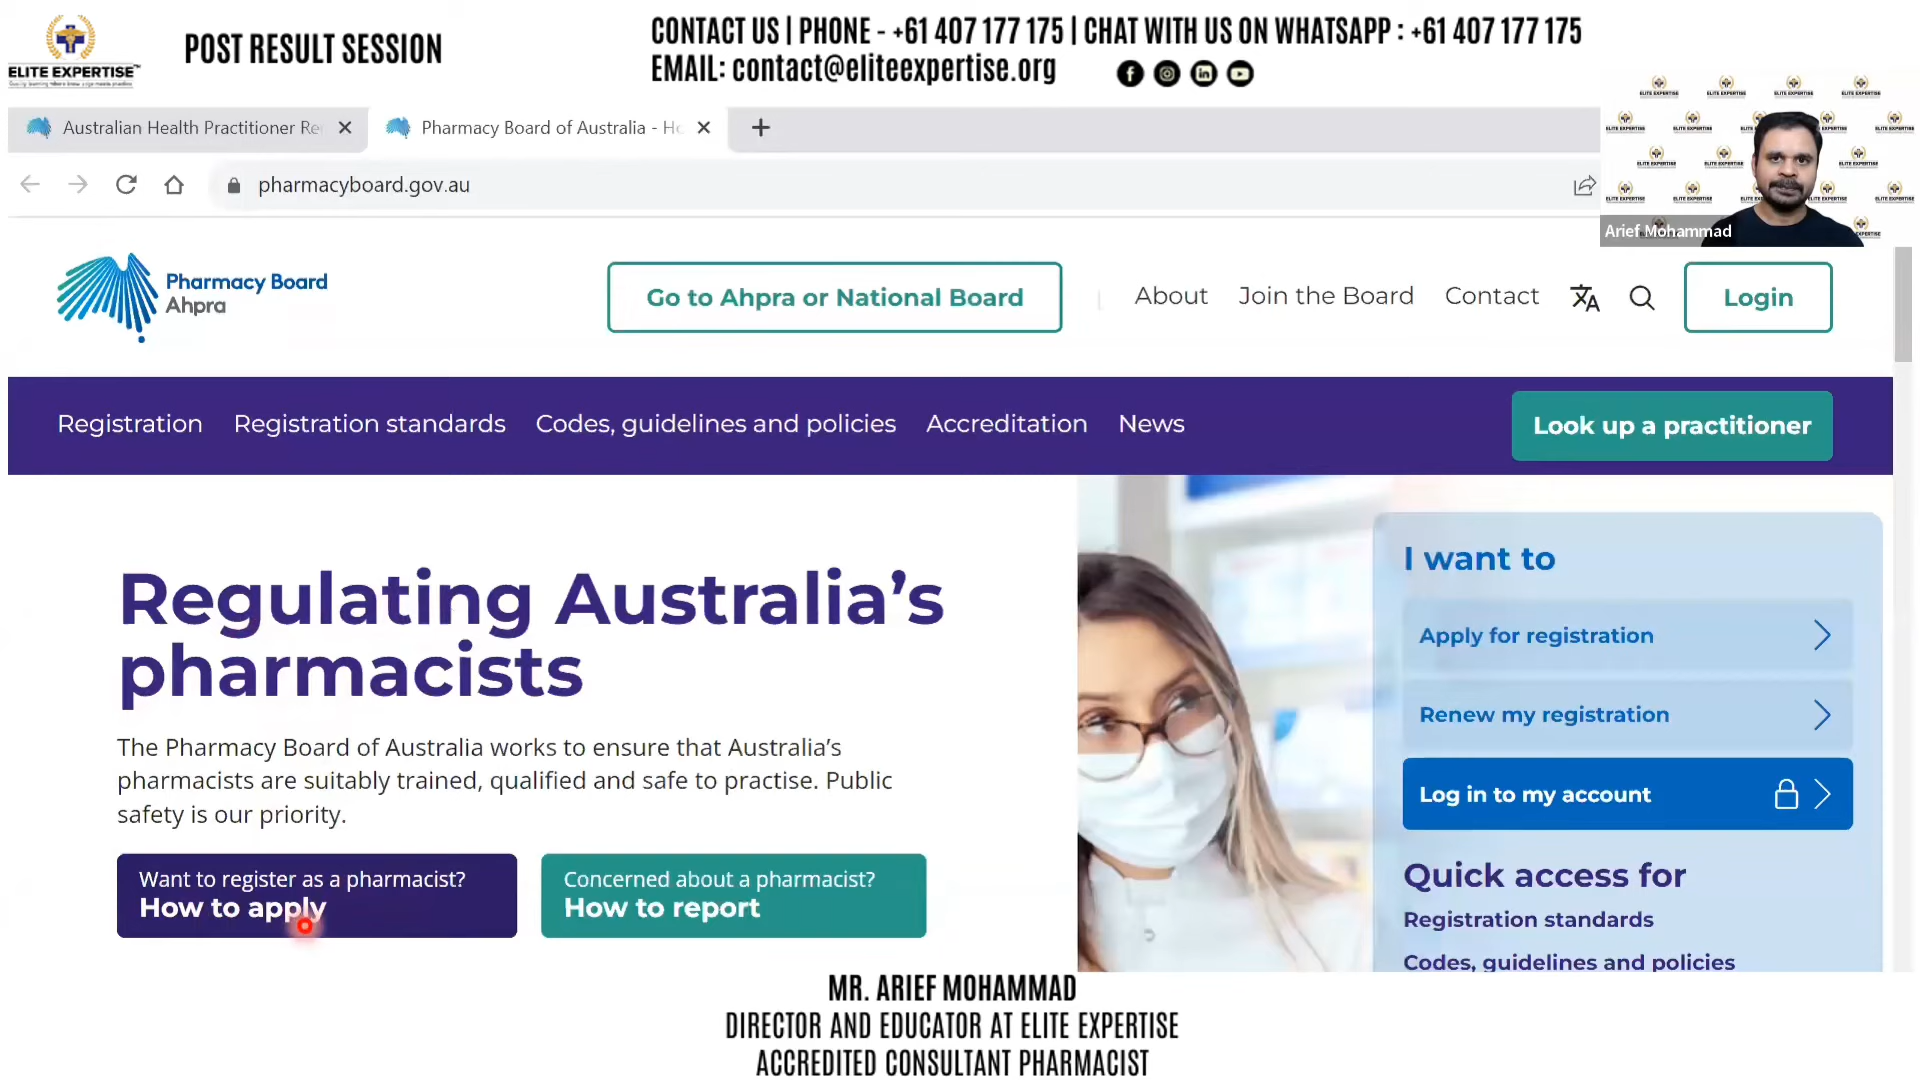 ELITE EXPERTISE™
POST RESULT SESSION
CONTACT US | PHONE - +61 407 177 175 | CHAT WITH US ON WHATSAPP : +61 407 177 175
EMAIL: contact@eliteexpertise.org
Australian Health Practitioner Re
Pharmacy Board of Australia - Ho
pharmacyboard.gov.au
Arief Mohammad
Pharmacy Board
Ahpra
Go to Ahpra or National Board
About
Join the Board
Contact
Login
Registration
Registration standards
Codes, guidelines and policies
Accreditation
News
Look up a practitioner
Regulating Australia’s
pharmacists
The Pharmacy Board of Australia works to ensure that Australia’s
pharmacists are suitably trained, qualified and safe to practise. Public
safety is our priority.
Want to register as a pharmacist?
How to apply
Concerned about a pharmacist?
How to report
I want to
Apply for registration
Renew my registration
Log in to my account
Quick access for
Registration standards
Codes, guidelines and policies
MR. ARIEF MOHAMMAD
DIRECTOR AND EDUCATOR AT ELITE EXPERTISE
ACCREDITED CONSULTANT PHARMACIST